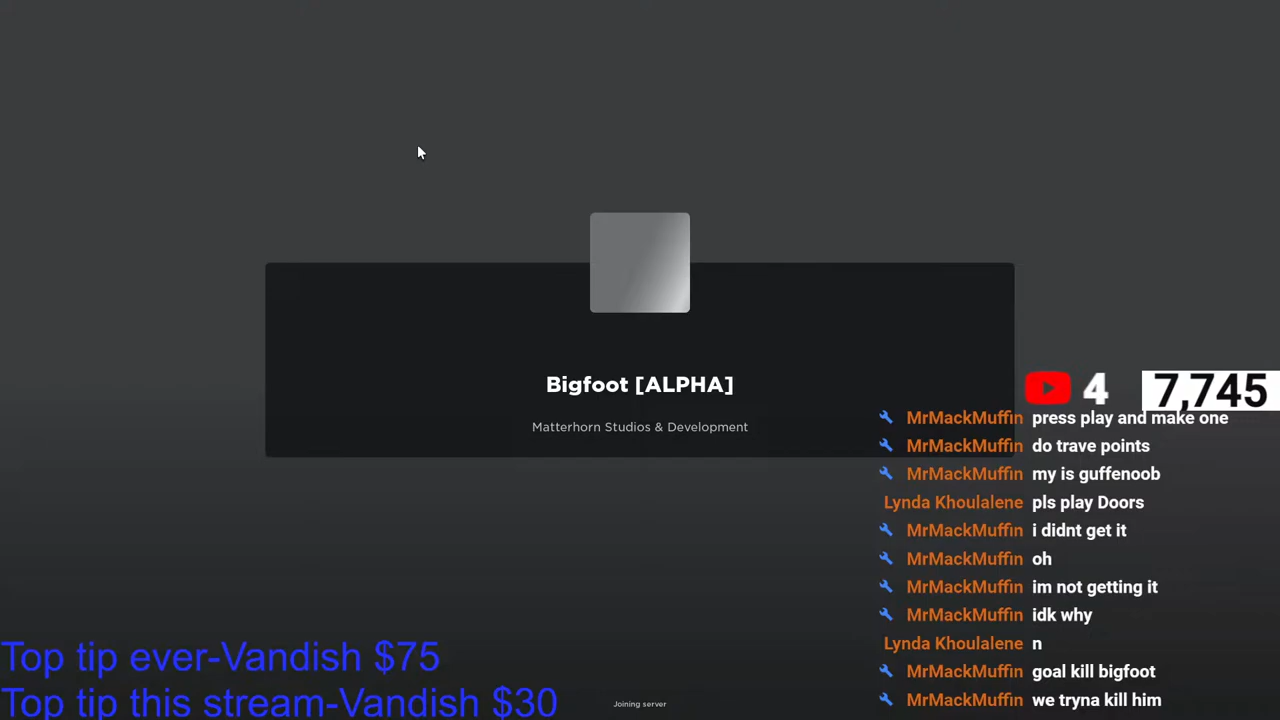 Bigfoot [ALPHA]
Matterhorn Studios & Development
4 7,745
MrMackMuffin press play and make one
MrMackMuffin do trave points
MrMackMuffin my is guffenoob
Lynda Khoulalene pls play Doors
MrMackMuffin i didnt get it
MrMackMuffin oh
MrMackMuffin im not getting it
MrMackMuffin idk why
Lynda Khoulalene n
MrMackMuffin goal kill bigfoot
MrMackMuffin we tryna kill him
Top tip ever-Vandish $75
Top tip this stream-Vandish $30
Joining server